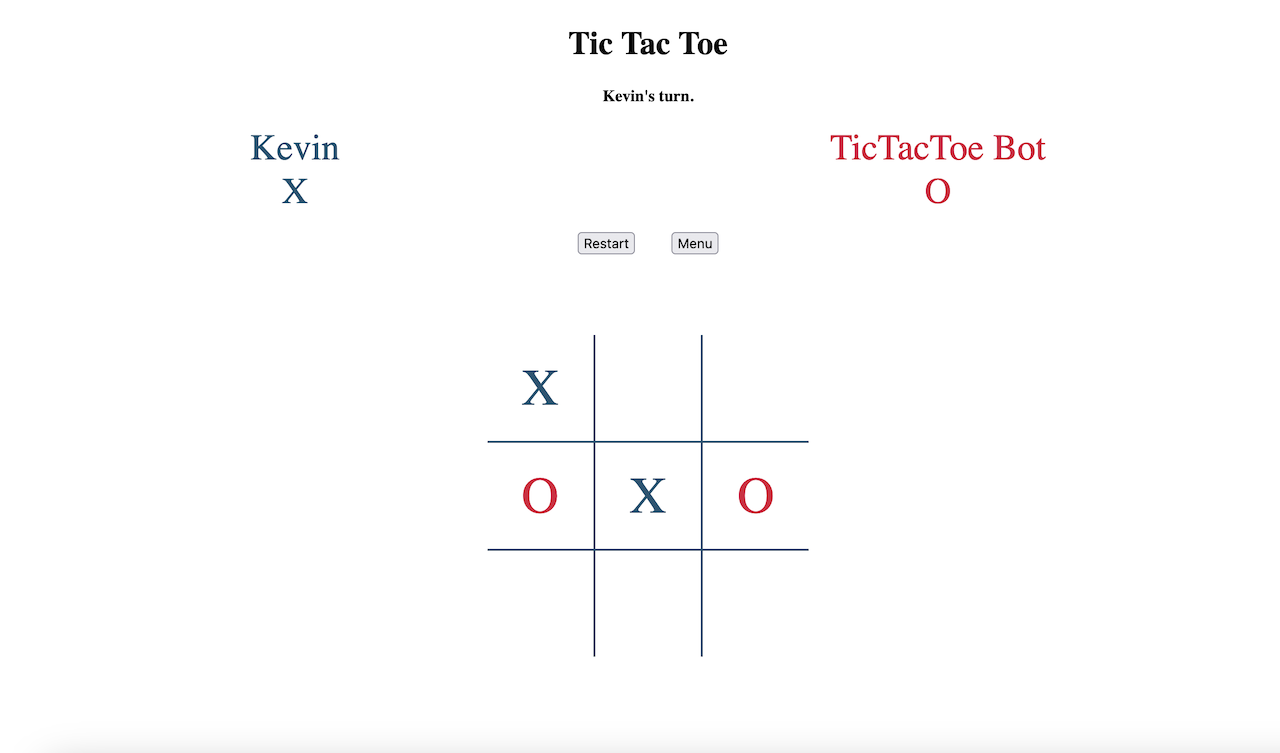 Tic Tac Toe
Kevin's turn.
Kevin TicTacToe Bot
X O
Restart Menu
X
O X O